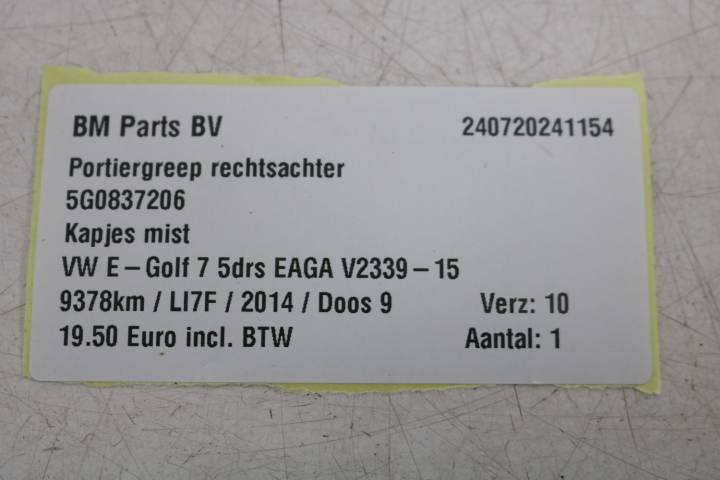 BM Parts BV 240720241154
Portiergreep rechtsachter
5G0837206
Kapjes mist
VW E-Golf 7 5drs EAGA V2339-15
9378km / LI7F / 2014 / Doos 9 Verz: 10
19.50 Euro incl. BTW Aantal: 1